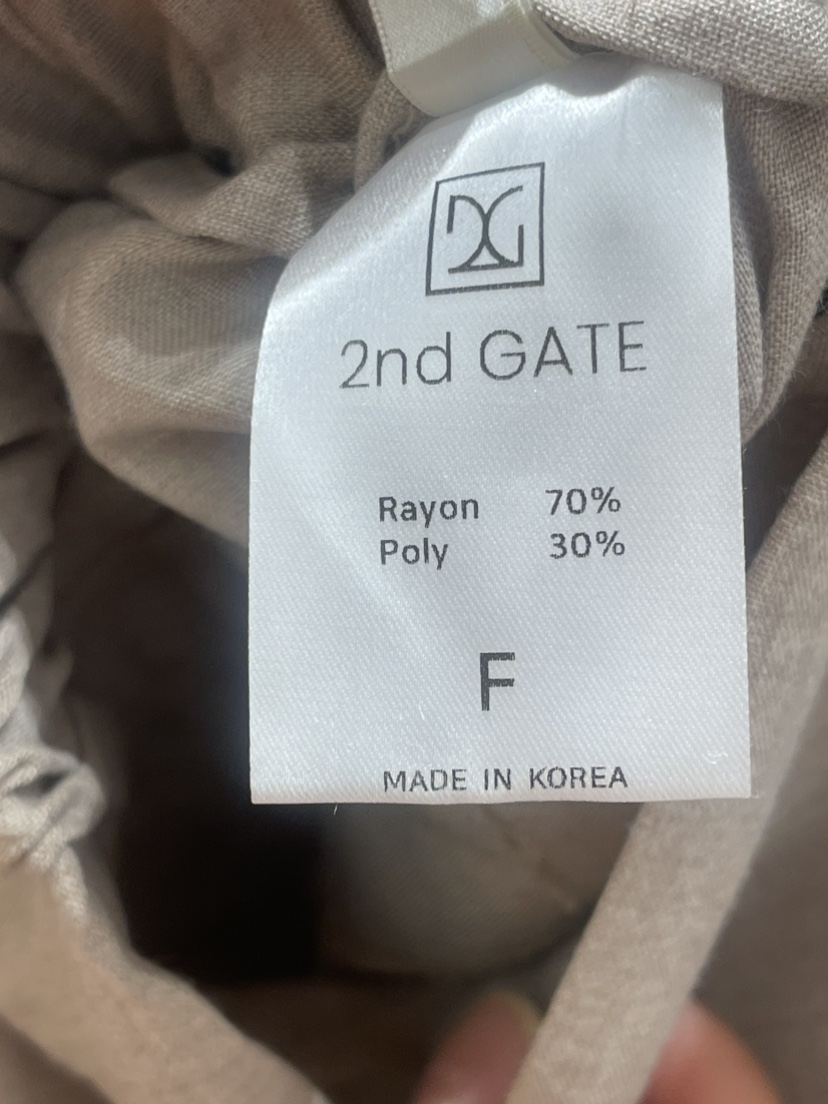 2nd GATE
Rayon 70%
Poly 30%
F
MADE IN KOREA